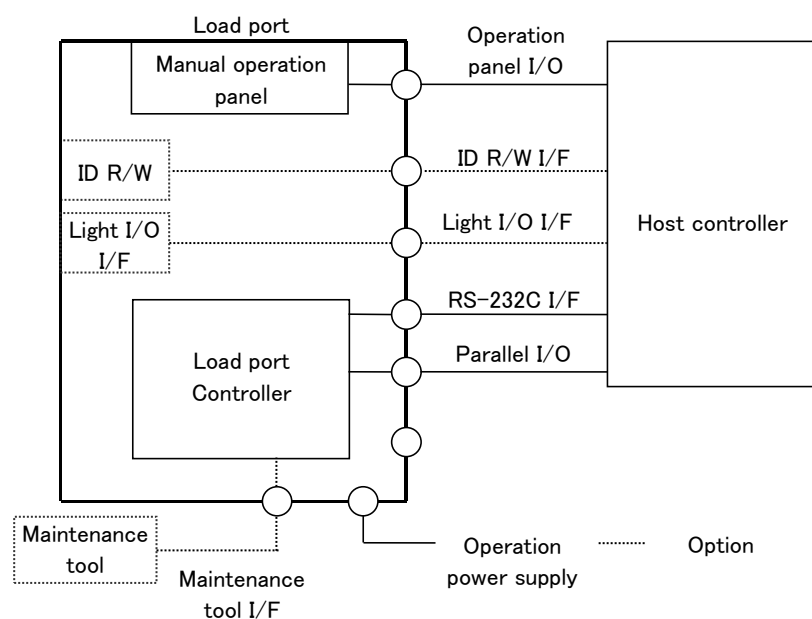 Load port
Manual operation
panel
Operation
panel I/O
ID R/W
ID R/W I/F
Light I/O
I/F
Light I/O I/F
Host controller
RS-232C I/F
Load port
Controller
Parallel I/O
Maintenance
tool
Maintenance
tool I/F
Operation
power supply
Option